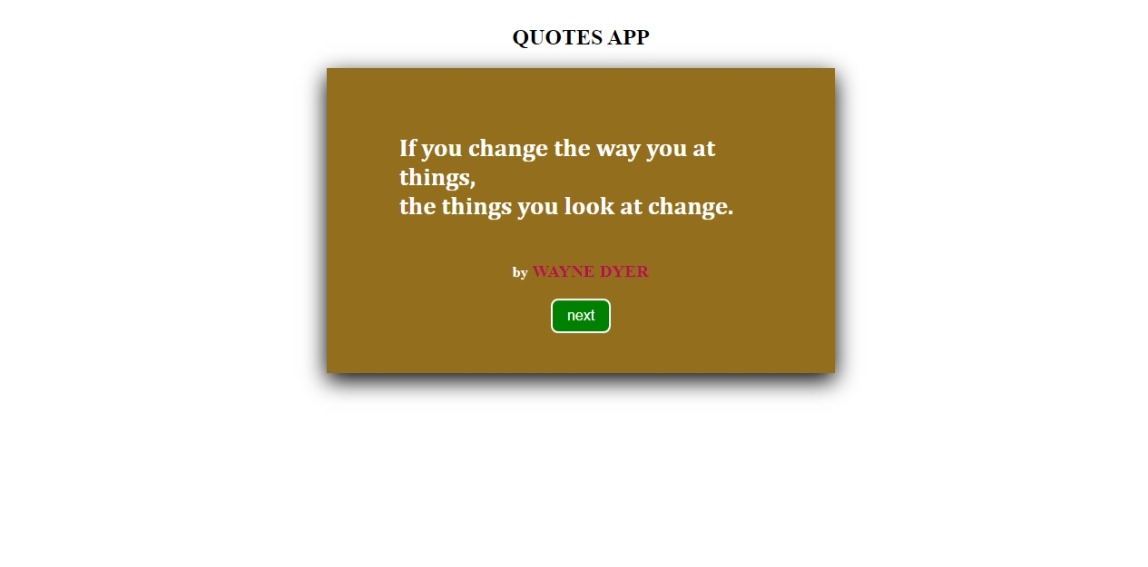 QUOTES APP
If you change the way you at
things,
the things you look at change.
by WAYNE DYER
next